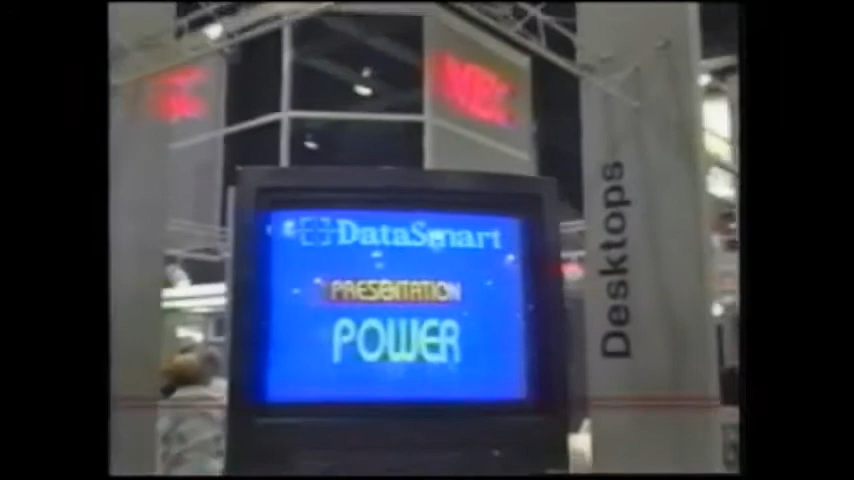 NEC
DataSmart
PRESENTATION
POWER
Desktops